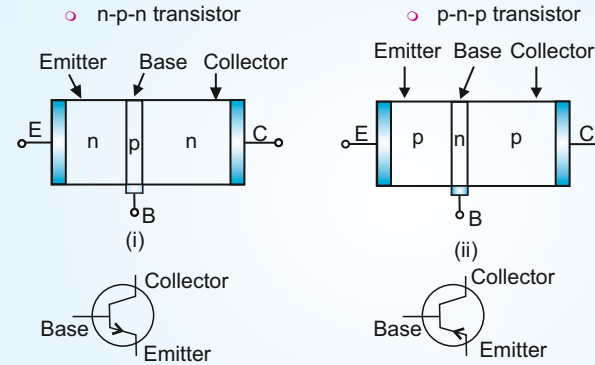 n-p-n transistor
Emitter Base Collector
E n p n C
B
(i)
Collector
Base
Emitter
p-n-p transistor
Emitter Base Collector
E p n p C
B
(ii)
Collector
Base
Emitter